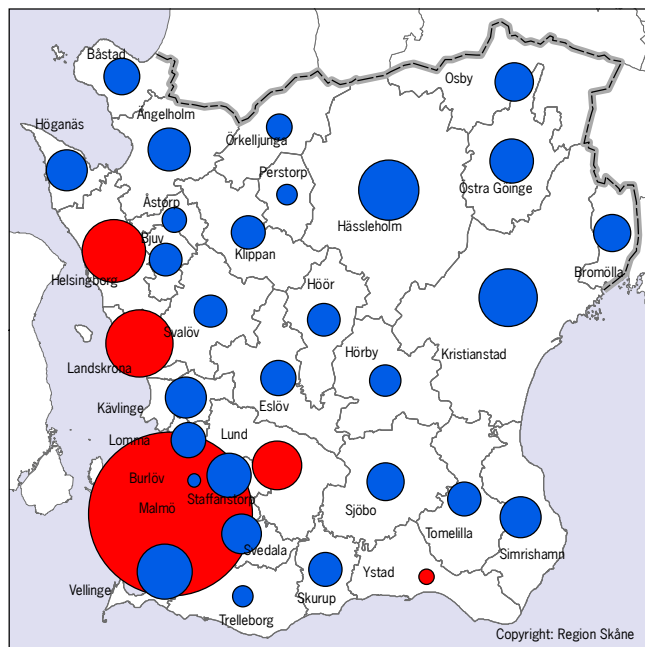 Båstad
Osby
Ängelholm
Höganäs
Örkelljunga
Perstorp
Östra Göinge
Åstorp
Hässleholm
Bjuv
Klippan
Bromölla
Helsingborg
Höör
Svalöv
Hörby
Kristianstad
Landskrona
Kävlinge
Eslöv
Lomma
Lund
Burlöv
Staffanstorp
Malmö
Sjöbo
Tomelilla
Svedala
Simrishamn
Ystad
Vellinge
Skurup
Trelleborg
Copyright: Region Skåne